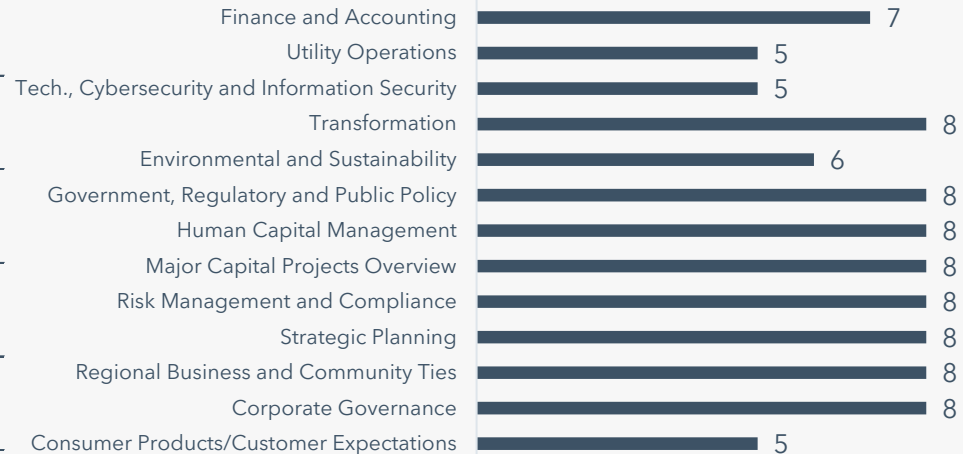 Finance and Accounting 7
Utility Operations 5
Tech., Cybersecurity and Information Security 5
Transformation 8
Environmental and Sustainability 6
Government, Regulatory and Public Policy 8
Human Capital Management 8
Major Capital Projects Overview 8
Risk Management and Compliance 8
Strategic Planning 8
Regional Business and Community Ties 8
Corporate Governance 8
Consumer Products/Customer Expectations 5